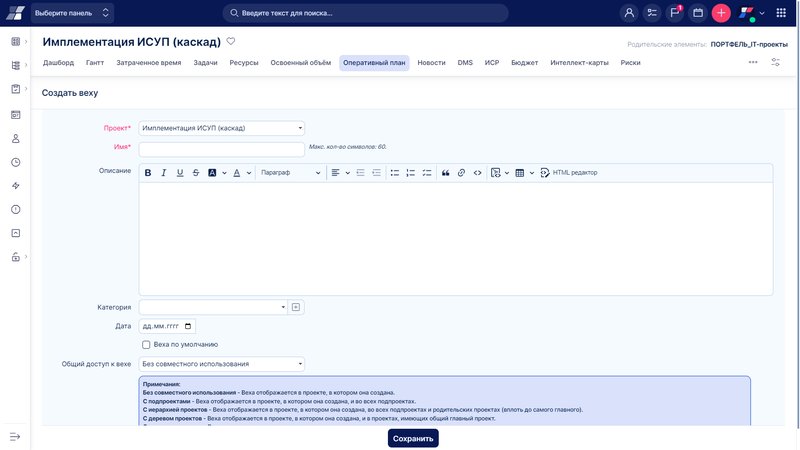 Выберите панель
Введите текст для поиска...
1
Имплементация ИСУП (каскад)
Родительские элементы: ПОРТФЕЛЬ_IT-проекты
Дашборд Гантт Затраченное время Задачи Ресурсы Освоенный объём Оперативный план Новости DMS ИСР Бюджет Интеллект-карты Риски
Создать веху
Проект* Имплементация ИСУП (каскад)
Имя* Макс. кол-во символов: 60.
Описание
B I U S A A Параграф HTML редактор
Категория
Дата дд.мм.гггг
Веха по умолчанию
Общий доступ к вехе Без совместного использования
Примечания:
Без совместного использования - Веха отображается в проекте, в котором она создана.
С подпроектами - Веха отображается в проекте, в котором она создана, и во всех подпроектах.
С иерархией проектов - Веха отображается в проекте, в котором она создана, во всех подпроектах и родительских проектах (вплоть до самого главного).
С деревом проектов - Веха отображается в проекте, в котором она создана, и в проектах, имеющих общий главный проект.
Сохранить